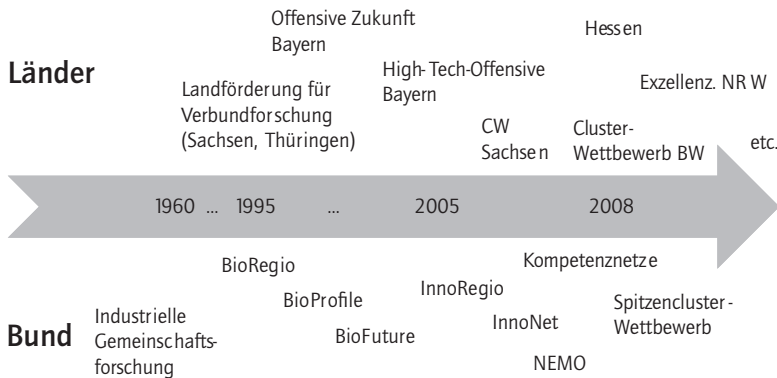 Offensive Zukunft
Bayern
Hessen
Länder
High-Tech-Offensive
Bayern
Exzellenz. NRW
Landförderung für
Verbundforschung
(Sachsen, Thüringen)
CW
Sachsen
Cluster-
Wettbewerb BW
etc.
1960 ... 1995 ... 2005 2008
BioRegio
Kompetenznetze
BioProfile
InnoRegio
Spitzencluster-
Wettbewerb
Bund
Industrielle
Gemeinschafts-
forschung
BioFuture
InnoNet
NEMO